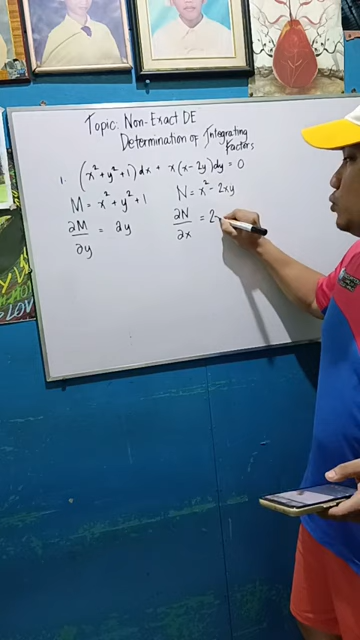 Topic: Non-Exact DE
Determination of Integrating
Factors
1. (x²+y²+1)dx + x(x-2y)dy = 0
M = x²+y²+1 N = x²-2xy
∂M/∂y = 2y ∂N/∂x = 2